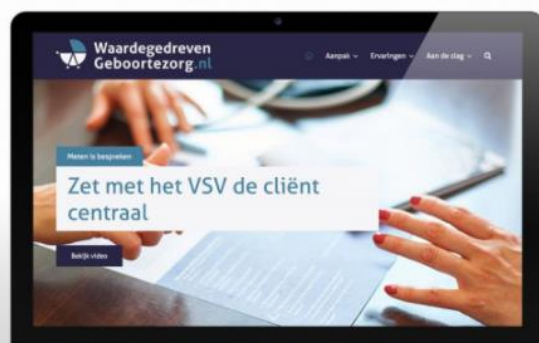 Waardegedreven
Geboortezorg.nl
Aanpak
Ervaringen
Aan de slag
Meten is bespreken
Zet met het VSV de cliënt
centraal
Bekijk video